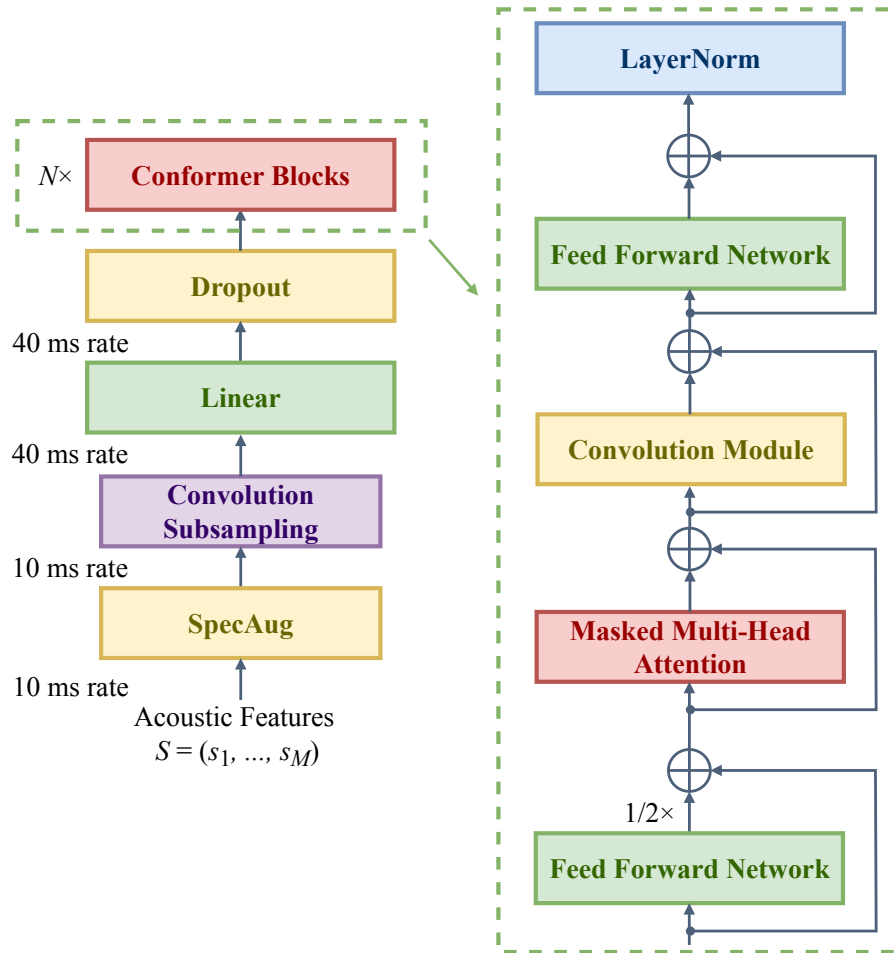 N×
Conformer Blocks
Dropout
40 ms rate
Linear
40 ms rate
Convolution
Subsampling
10 ms rate
SpecAug
10 ms rate
Acoustic Features
S = (s1, ..., sM)
LayerNorm
Feed Forward Network
Convolution Module
Masked Multi-Head
Attention
1/2×
Feed Forward Network